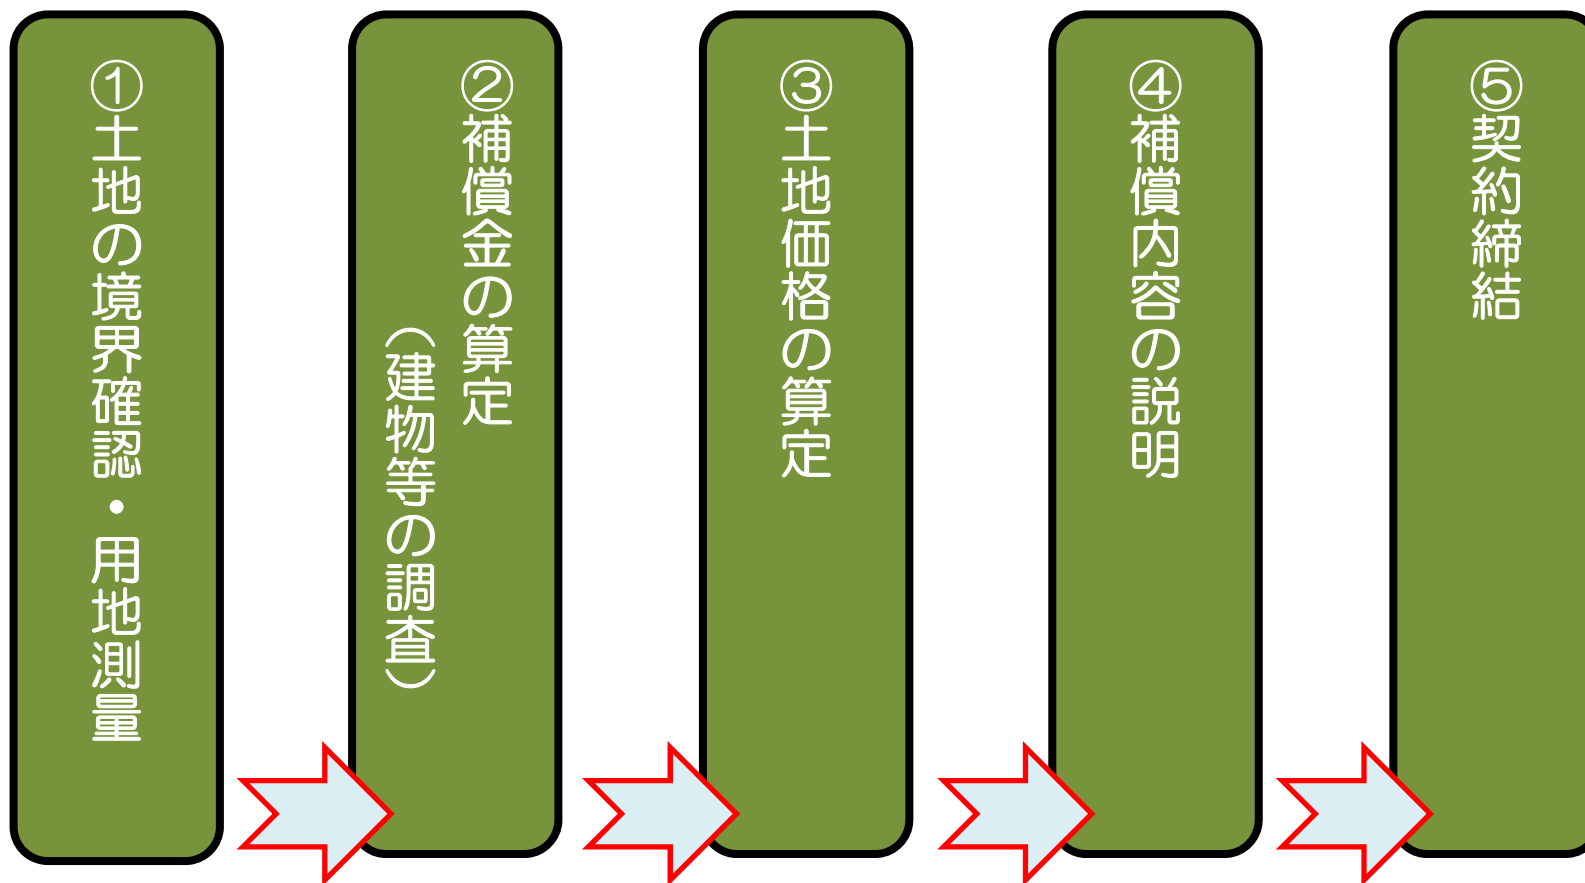 ①土地の境界確認・用地測量
②補償金の算定
（建物等の調査）
③土地価格の算定
④補償内容の説明
⑤契約締結